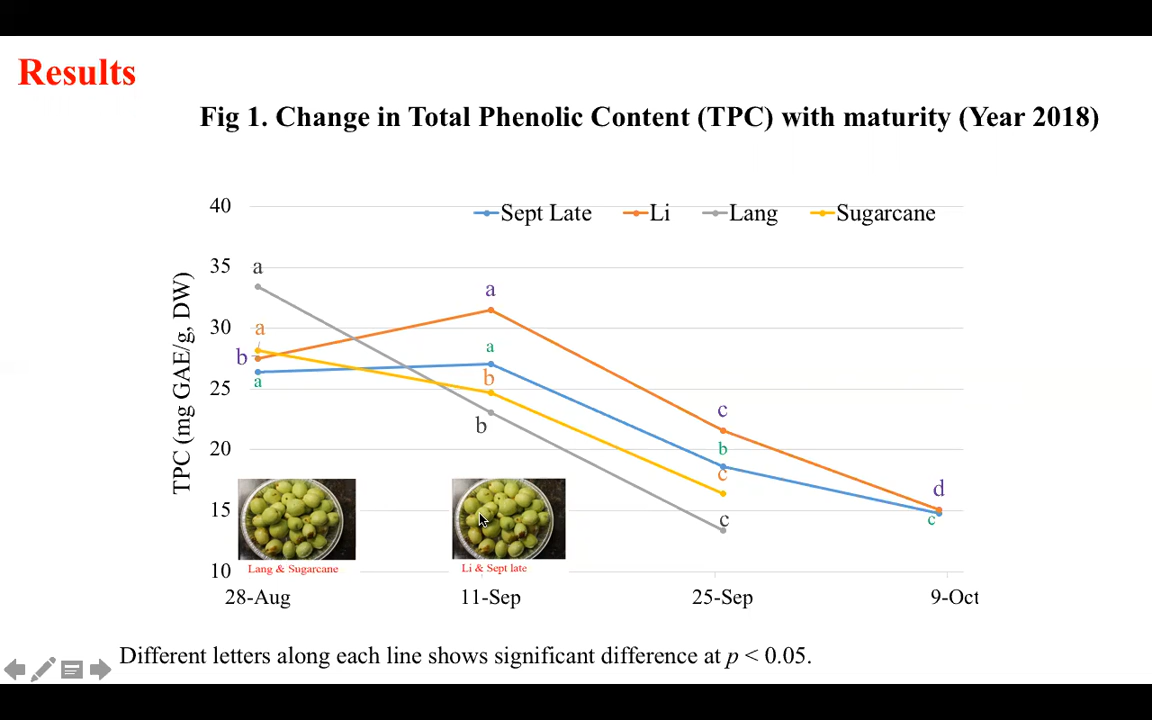 Results
Fig 1. Change in Total Phenolic Content (TPC) with maturity (Year 2018)
TPC (mg GAE/g, DW)
40
35
30
25
20
15
10
Sept Late Li Lang Sugarcane
a
a
b
a
a
a
b
b
c
b
c
c
d
c
Lang & Sugarcane
Li & Sept late
28-Aug 11-Sep 25-Sep 9-Oct
Different letters along each line shows significant difference at p < 0.05.